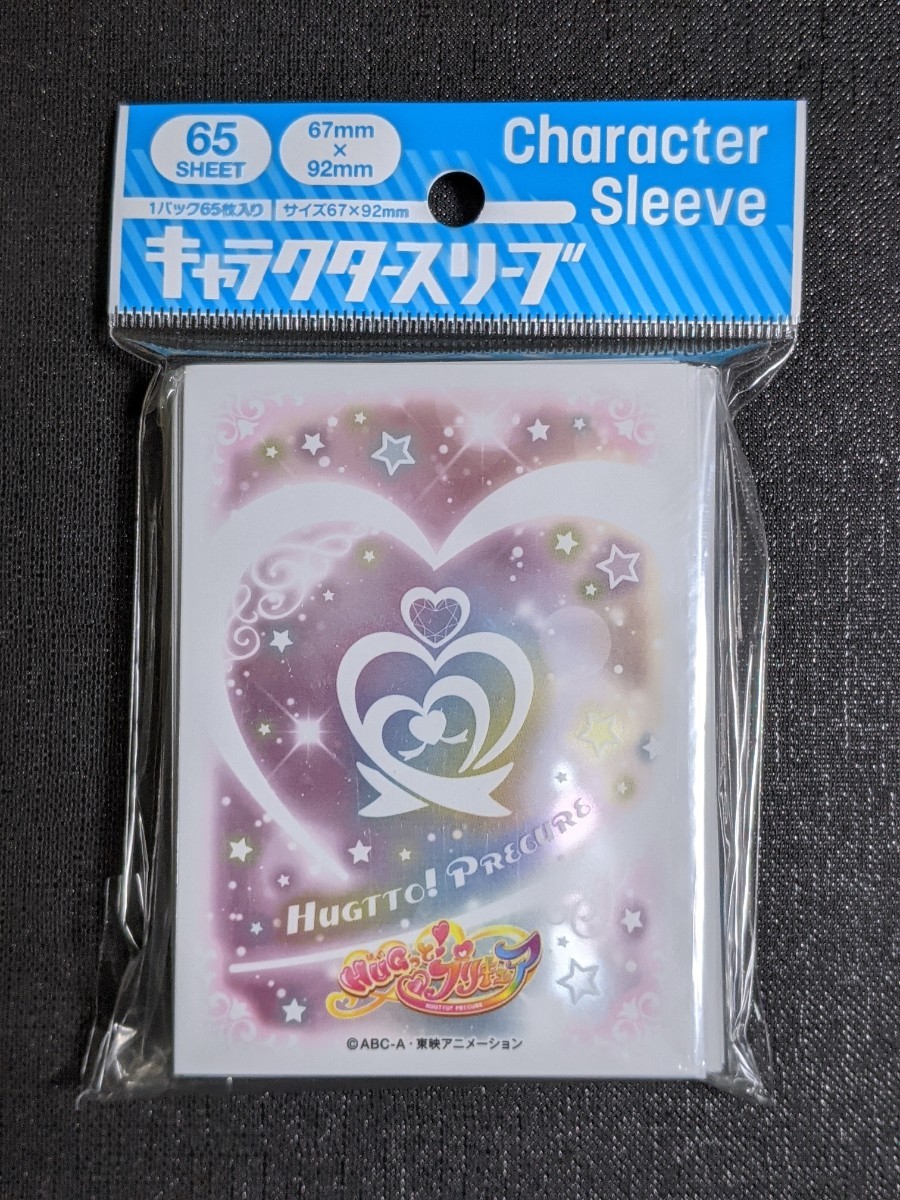 65
SHEET
67mm
×
92mm
Character
Sleeve
1パック65枚入り
サイズ67×92mm
キャラクタースリーブ
HUGTTO! PRECURE
HUGっと!プリキュア
HUGTTO! PRECURE
©ABC-A・東映アニメーション